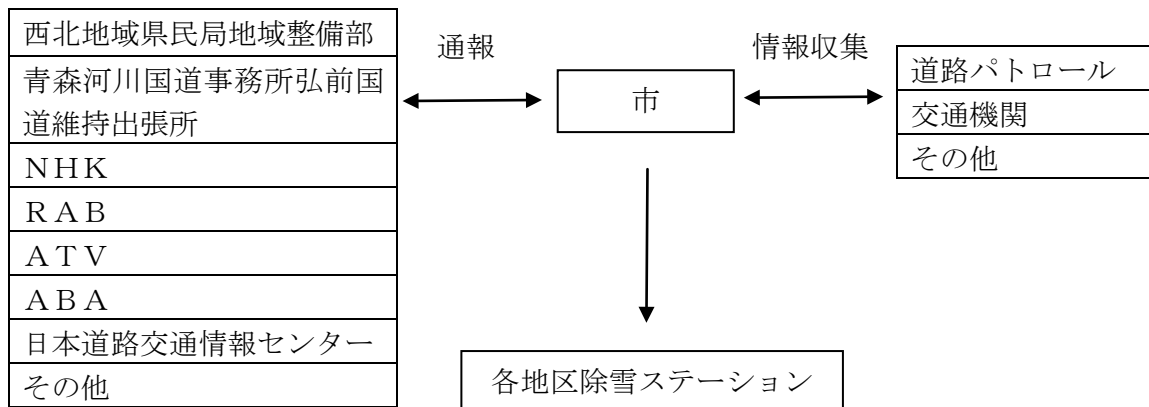 西北地域県民局地域整備部
青森河川国道事務所弘前国
道維持出張所
ＮＨＫ
ＲＡＢ
ＡＴＶ
ＡＢＡ
日本道路交通情報センター
その他
通報
市
情報収集
道路パトロール
交通機関
その他
各地区除雪ステーション